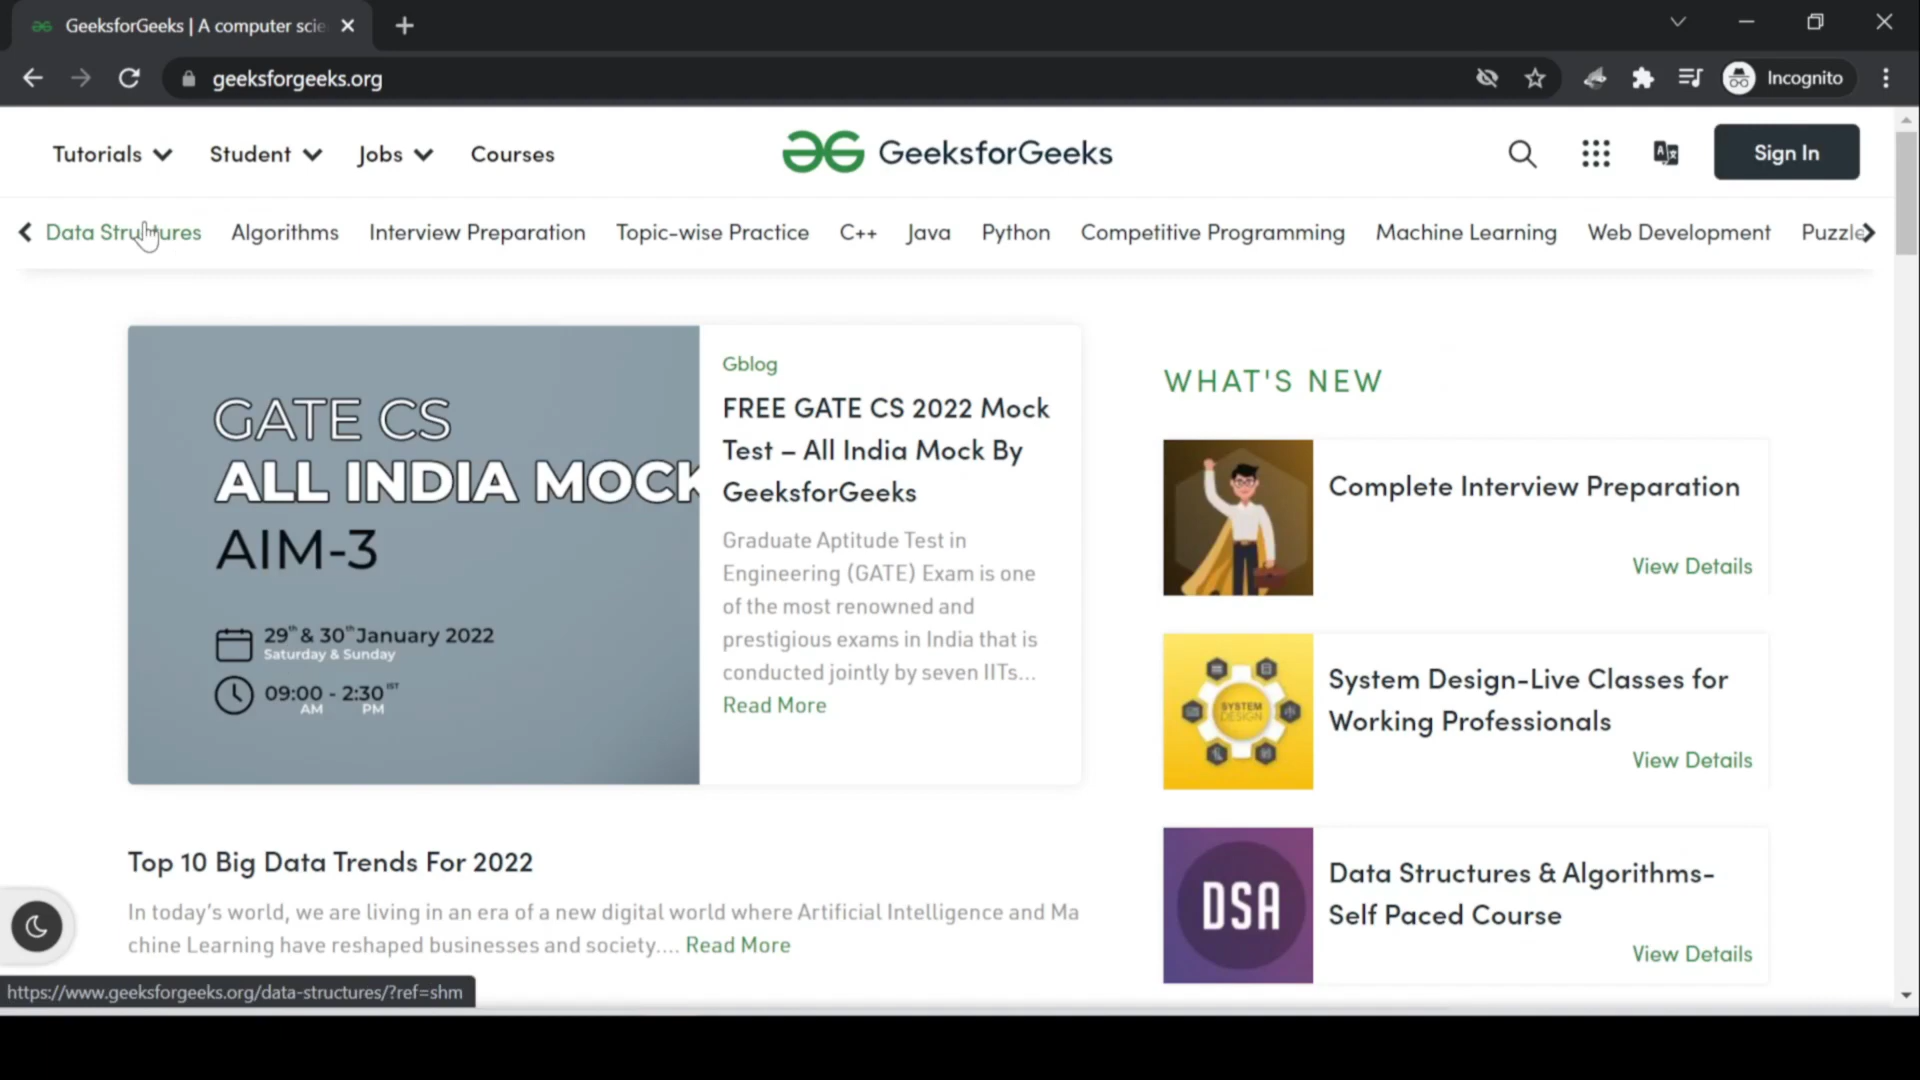 GeeksforGeeks | A computer scie
geeksforgeeks.org
Incognito
Tutorials Student Jobs Courses
GeeksforGeeks
Sign In
Data Structures Algorithms Interview Preparation Topic-wise Practice C++ Java Python Competitive Programming Machine Learning Web Development Puzzle
GATE CS
ALL INDIA MOCK
AIM-3
29th & 30th January 2022
Saturday & Sunday
09:00 - 2:30 IST
AM PM
Gblog
FREE GATE CS 2022 Mock
Test – All India Mock By
GeeksforGeeks
Graduate Aptitude Test in
Engineering (GATE) Exam is one
of the most renowned and
prestigious exams in India that is
conducted jointly by seven IITs...
Read More
WHAT'S NEW
Complete Interview Preparation
View Details
SYSTEM
DESIGN
System Design-Live Classes for
Working Professionals
View Details
DSA
Data Structures & Algorithms-
Self Paced Course
View Details
Top 10 Big Data Trends For 2022
In today's world, we are living in an era of a new digital world where Artificial Intelligence and Ma
chine Learning have reshaped businesses and society.... Read More
https://www.geeksforgeeks.org/data-structures/?ref=shm